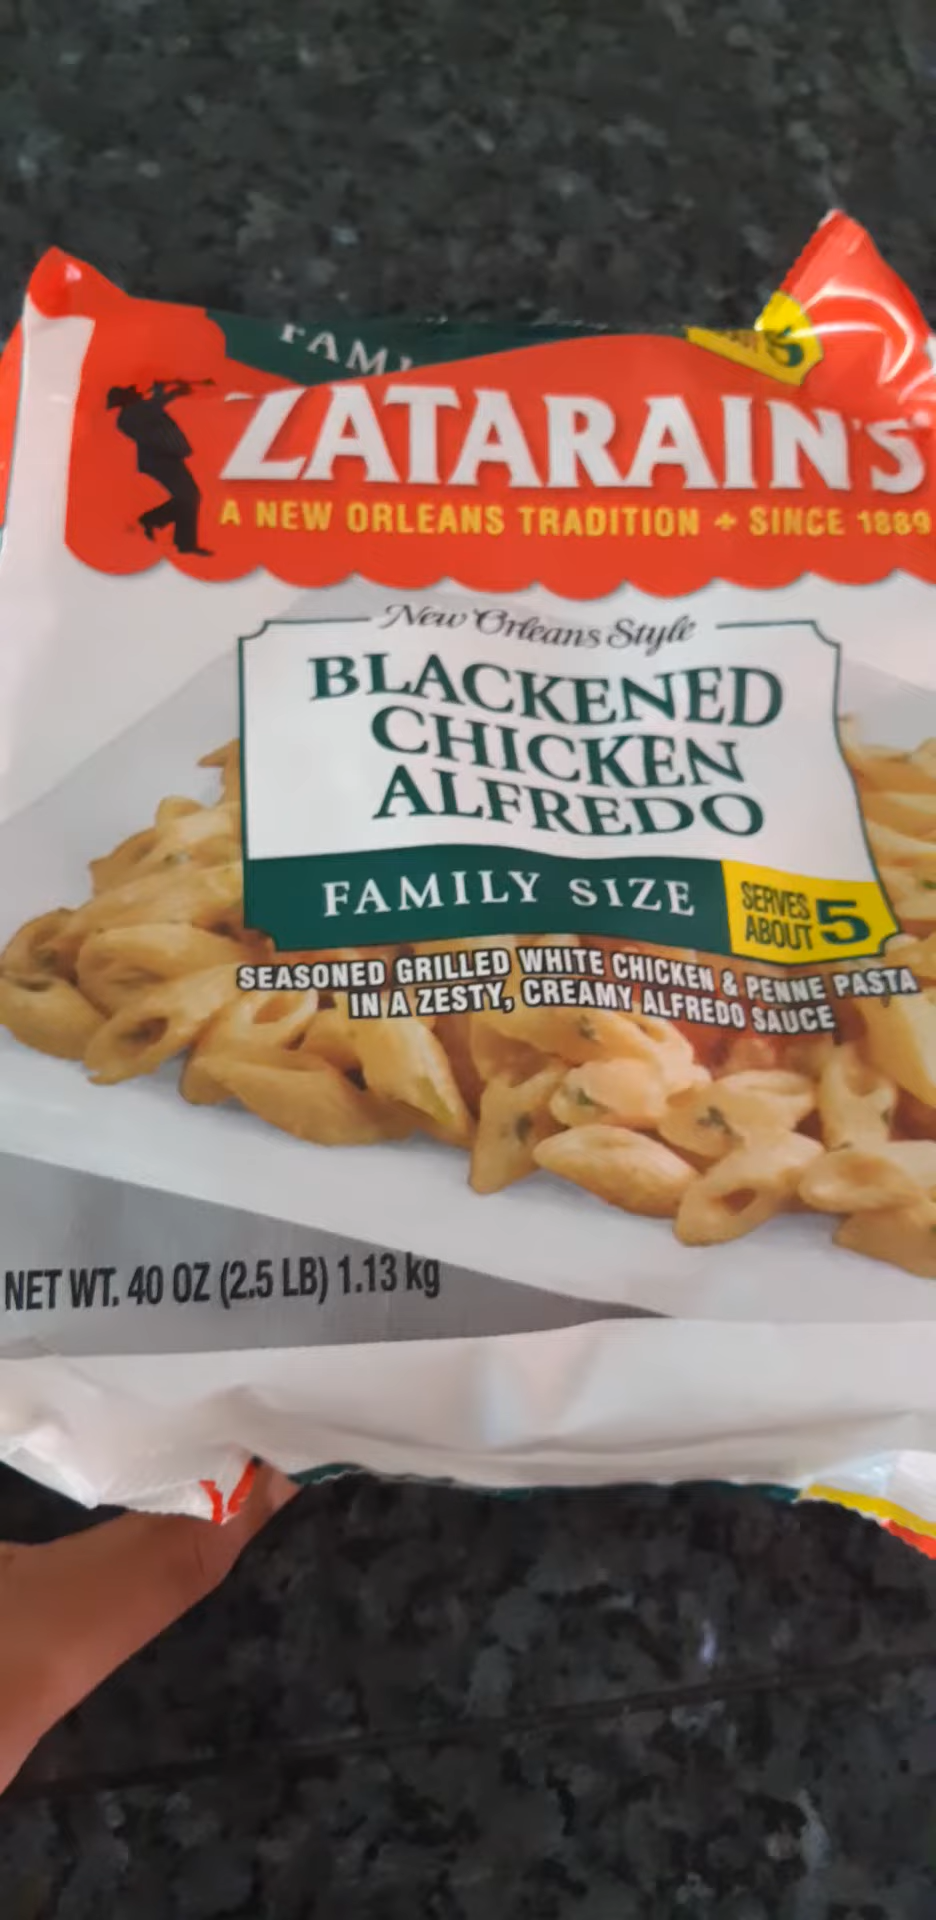 FAMI
ZATARAIN'S
A NEW ORLEANS TRADITION + SINCE 1889
New Orleans Style
BLACKENED
CHICKEN
ALFREDO
FAMILY SIZE
SERVES
ABOUT 5
SEASONED GRILLED WHITE CHICKEN & PENNE PASTA
IN A ZESTY, CREAMY ALFREDO SAUCE
NET WT. 40 OZ (2.5 LB) 1.13 kg